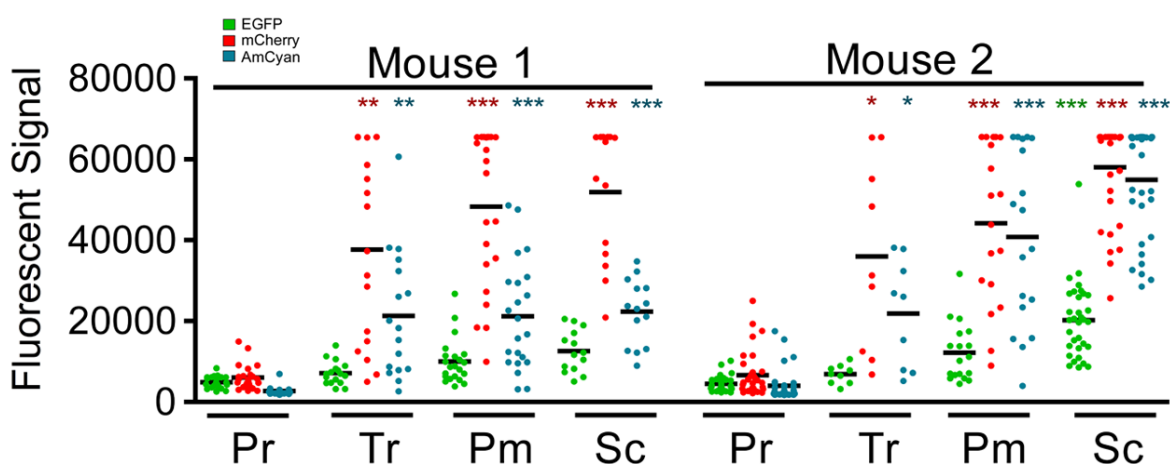 EGFP
mCherry
AmCyan
Mouse 1
Mouse 2
Fluorescent Signal
80000
60000
40000
20000
0
** ** *** *** *** *** * * *** *** *** *** ***
Pr Tr Pm Sc Pr Tr Pm Sc